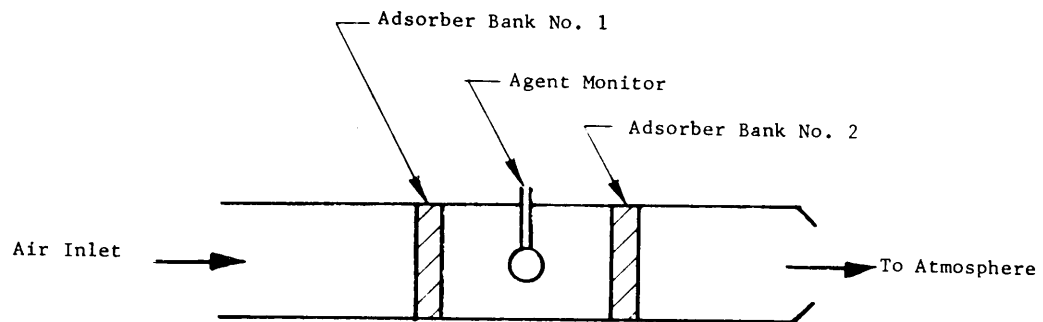 Adsorber Bank No. 1
Agent Monitor
Adsorber Bank No. 2
Air Inlet
To Atmosphere